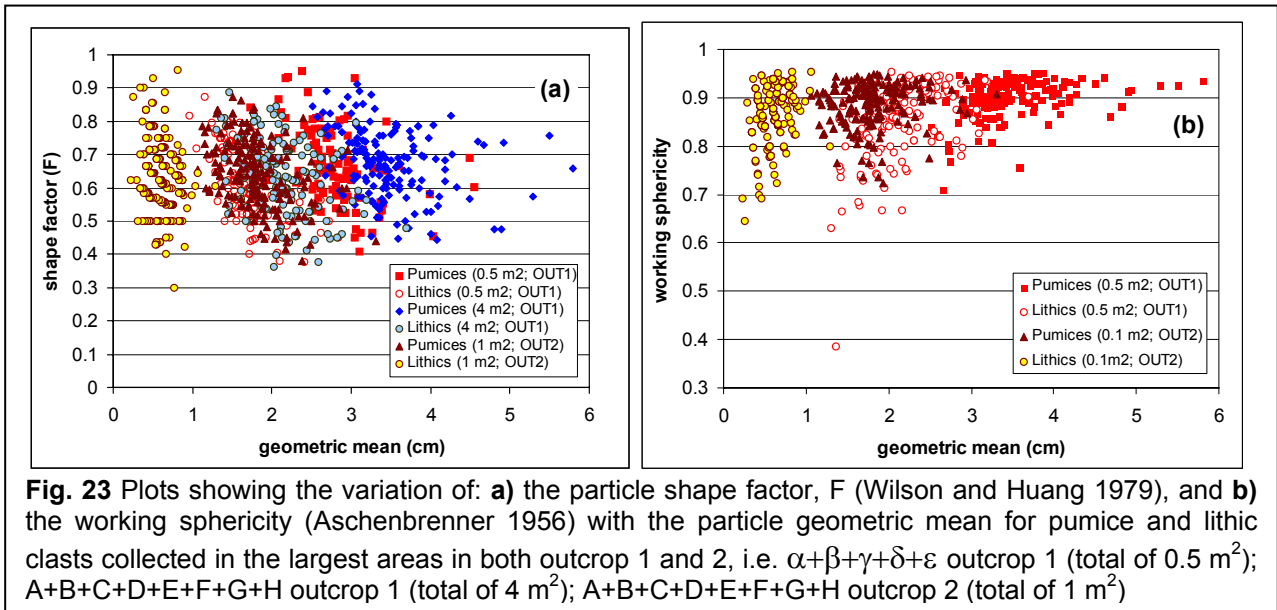 1
0.9
0.8
0.7
0.6
0.5
0.4
0.3
0.2
0.1
0
shape factor (F)
(a)
Pumices (0.5 m2; OUT1)
Lithics (0.5 m2; OUT1)
Pumices (4 m2; OUT1)
Lithics (4 m2; OUT1)
Pumices (1 m2; OUT2)
Lithics (1 m2; OUT2)
0 1 2 3 4 5 6
geometric mean (cm)
1
0.9
0.8
0.7
0.6
0.5
0.4
0.3
working sphericity
(b)
Pumices (0.5 m2; OUT1)
Lithics (0.5 m2; OUT1)
Pumices (0.1 m2; OUT2)
Lithics (0.1m2; OUT2)
0 1 2 3 4 5 6
geometric mean (cm)
Fig. 23 Plots showing the variation of: a) the particle shape factor, F (Wilson and Huang 1979), and b)
the working sphericity (Aschenbrenner 1956) with the particle geometric mean for pumice and lithic
clasts collected in the largest areas in both outcrop 1 and 2, i.e. α+β+γ+δ+ε outcrop 1 (total of 0.5 m²);
A+B+C+D+E+F+G+H outcrop 1 (total of 4 m²); A+B+C+D+E+F+G+H outcrop 2 (total of 1 m²)